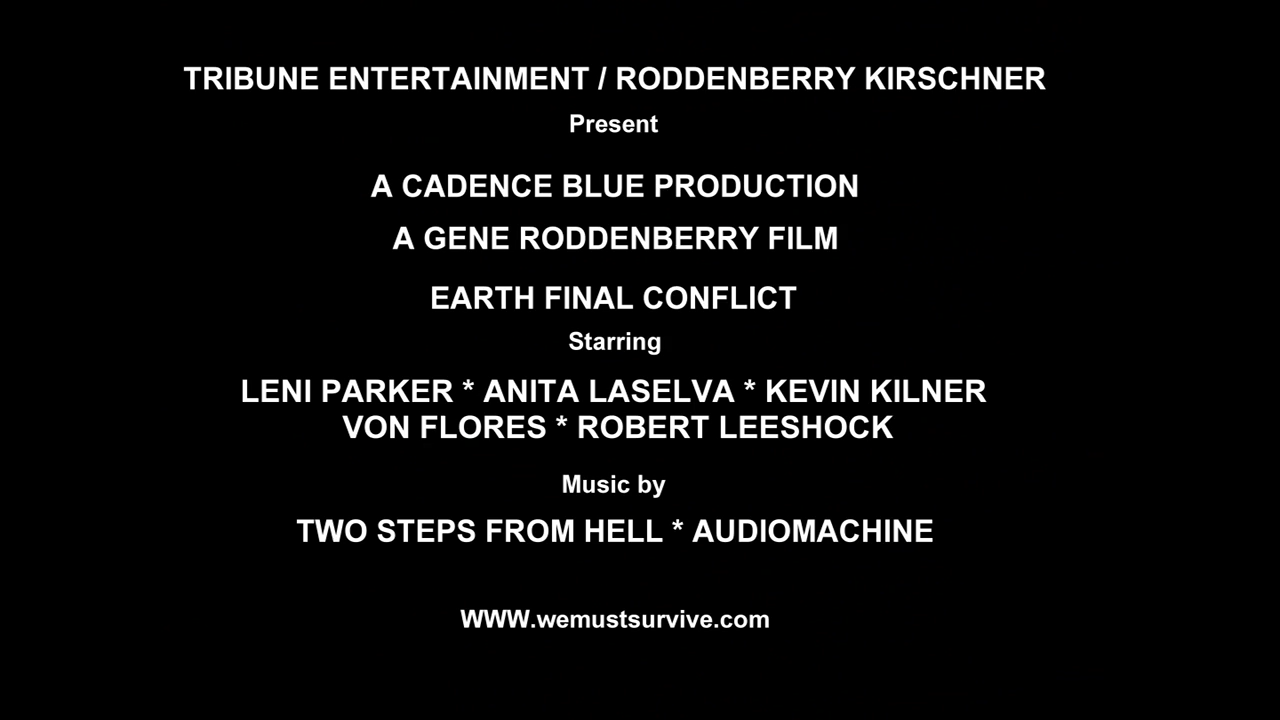 TRIBUNE ENTERTAINMENT / RODDENBERRY KIRSCHNER
Present
A CADENCE BLUE PRODUCTION
A GENE RODDENBERRY FILM
EARTH FINAL CONFLICT
Starring
LENI PARKER * ANITA LASELVA * KEVIN KILNER
VON FLORES * ROBERT LEESHOCK
Music by
TWO STEPS FROM HELL * AUDIOMACHINE
WWW.wemustsurvive.com